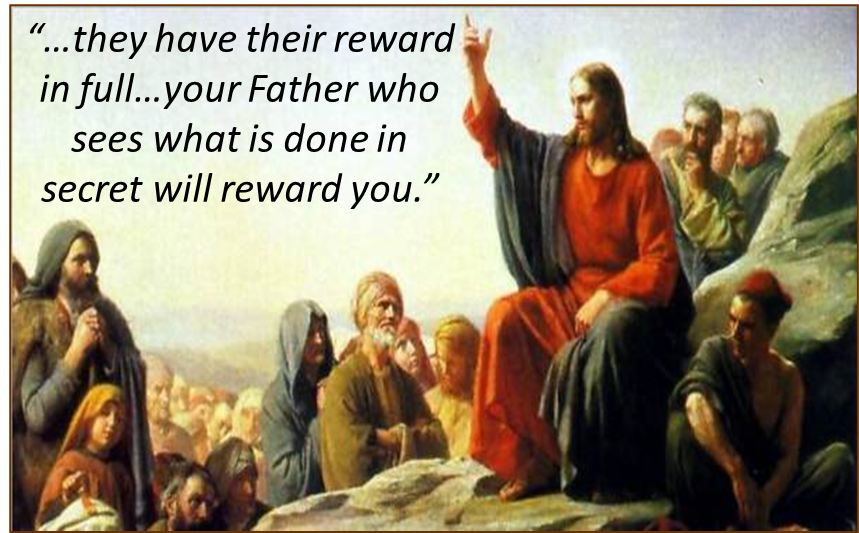 “…they have their reward
in full…your Father who
sees what is done in
secret will reward you.”